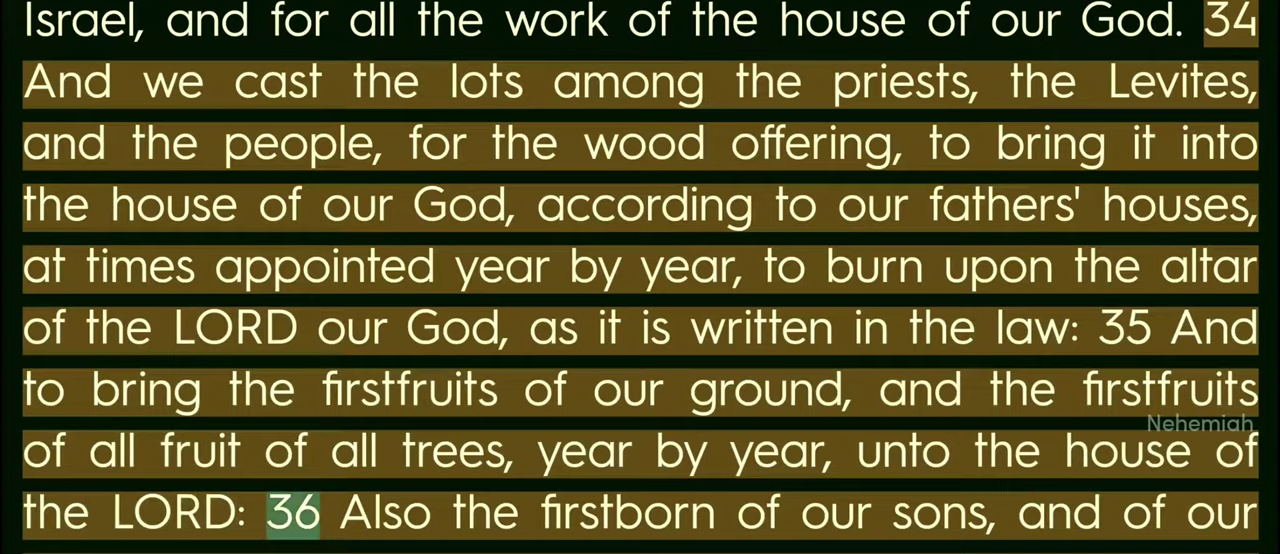 Israel, and for all the work of the house of our God. 34
And we cast the lots among the priests, the Levites,
and the people, for the wood offering, to bring it into
the house of our God, according to our fathers' houses,
at times appointed year by year, to burn upon the altar
of the LORD our God, as it is written in the law: 35 And
to bring the firstfruits of our ground, and the firstfruits
Nehemiah
of all fruit of all trees, year by year, unto the house of
the LORD: 36 Also the firstborn of our sons, and of our